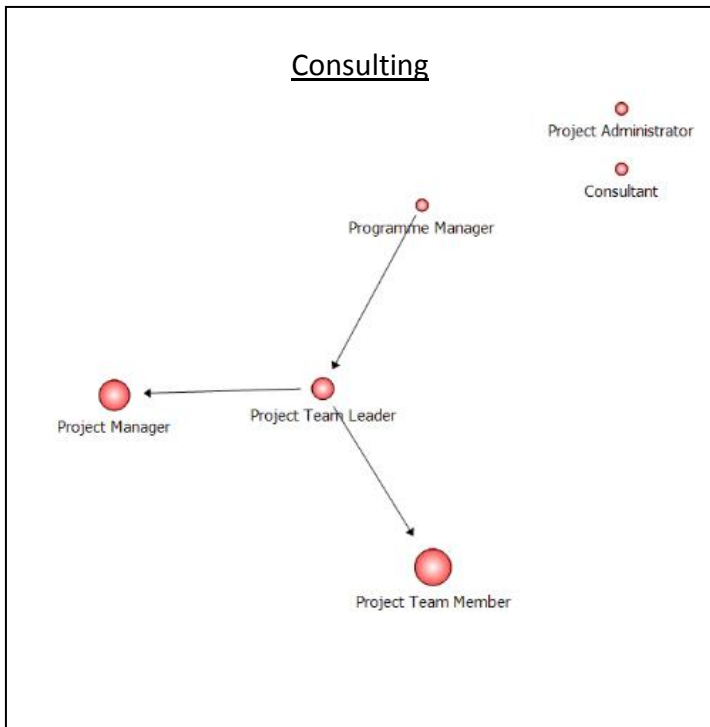 Consulting
Project Administrator
Consultant
Programme Manager
Project Team Leader
Project Manager
Project Team Member